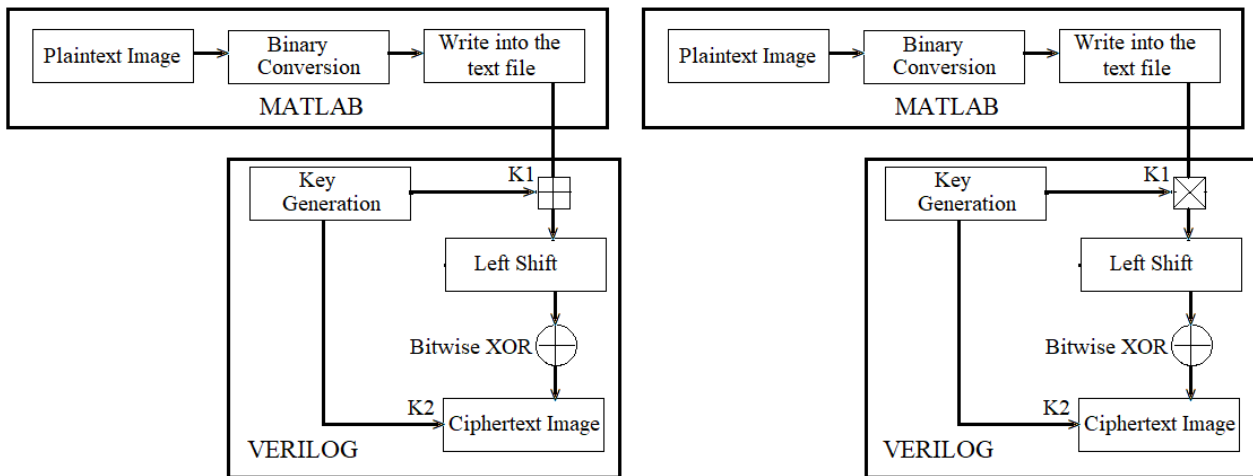 Plaintext Image
Binary
Conversion
Write into the
text file
MATLAB
Key
Generation
K1
Left Shift
Bitwise XOR
K2
Ciphertext Image
VERILOG
Plaintext Image
Binary
Conversion
Write into the
text file
MATLAB
Key
Generation
K1
Left Shift
Bitwise XOR
K2
Ciphertext Image
VERILOG